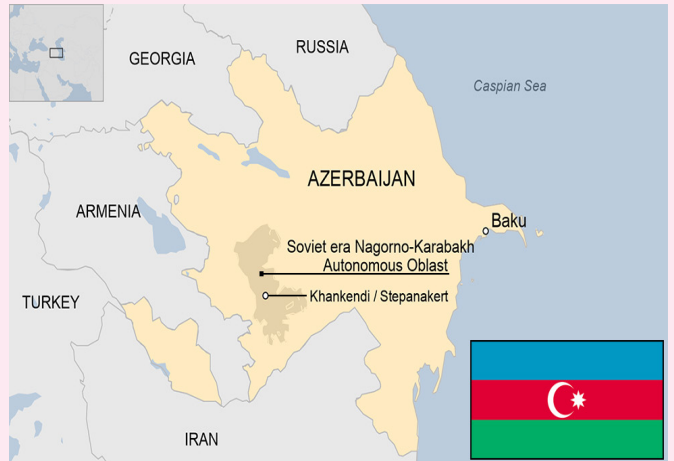 RUSSIA
GEORGIA
Caspian Sea
AZERBAIJAN
ARMENIA
Baku
Soviet era Nagorno-Karabakh
Autonomous Oblast
Khankendi / Stepanakert
TURKEY
IRAN